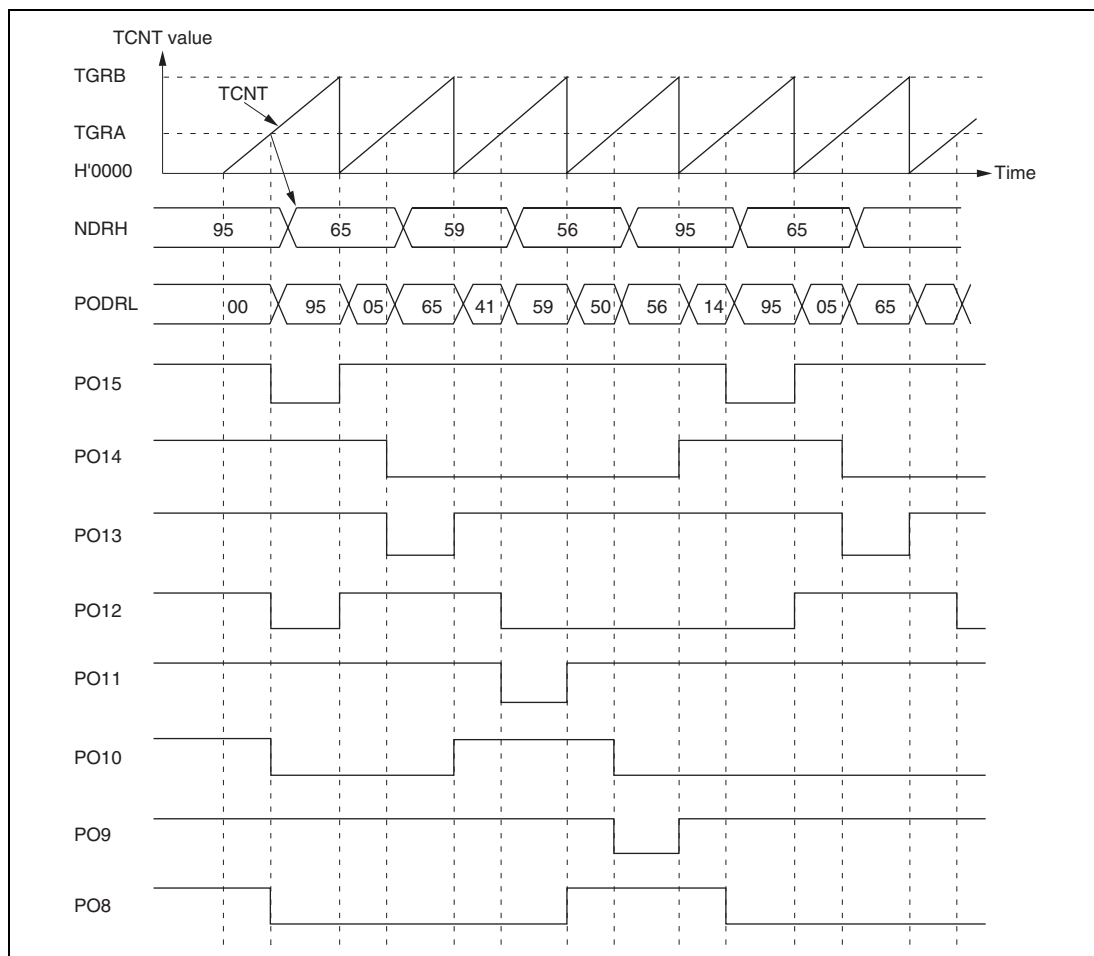 TCNT value
TGRB
TCNT
TGRA
H'0000
Time
NDRH 95 65 59 56 95 65
PODRL 00 95 05 65 41 59 50 56 14 95 05 65
PO15
PO14
PO13
PO12
PO11
PO10
PO9
PO8